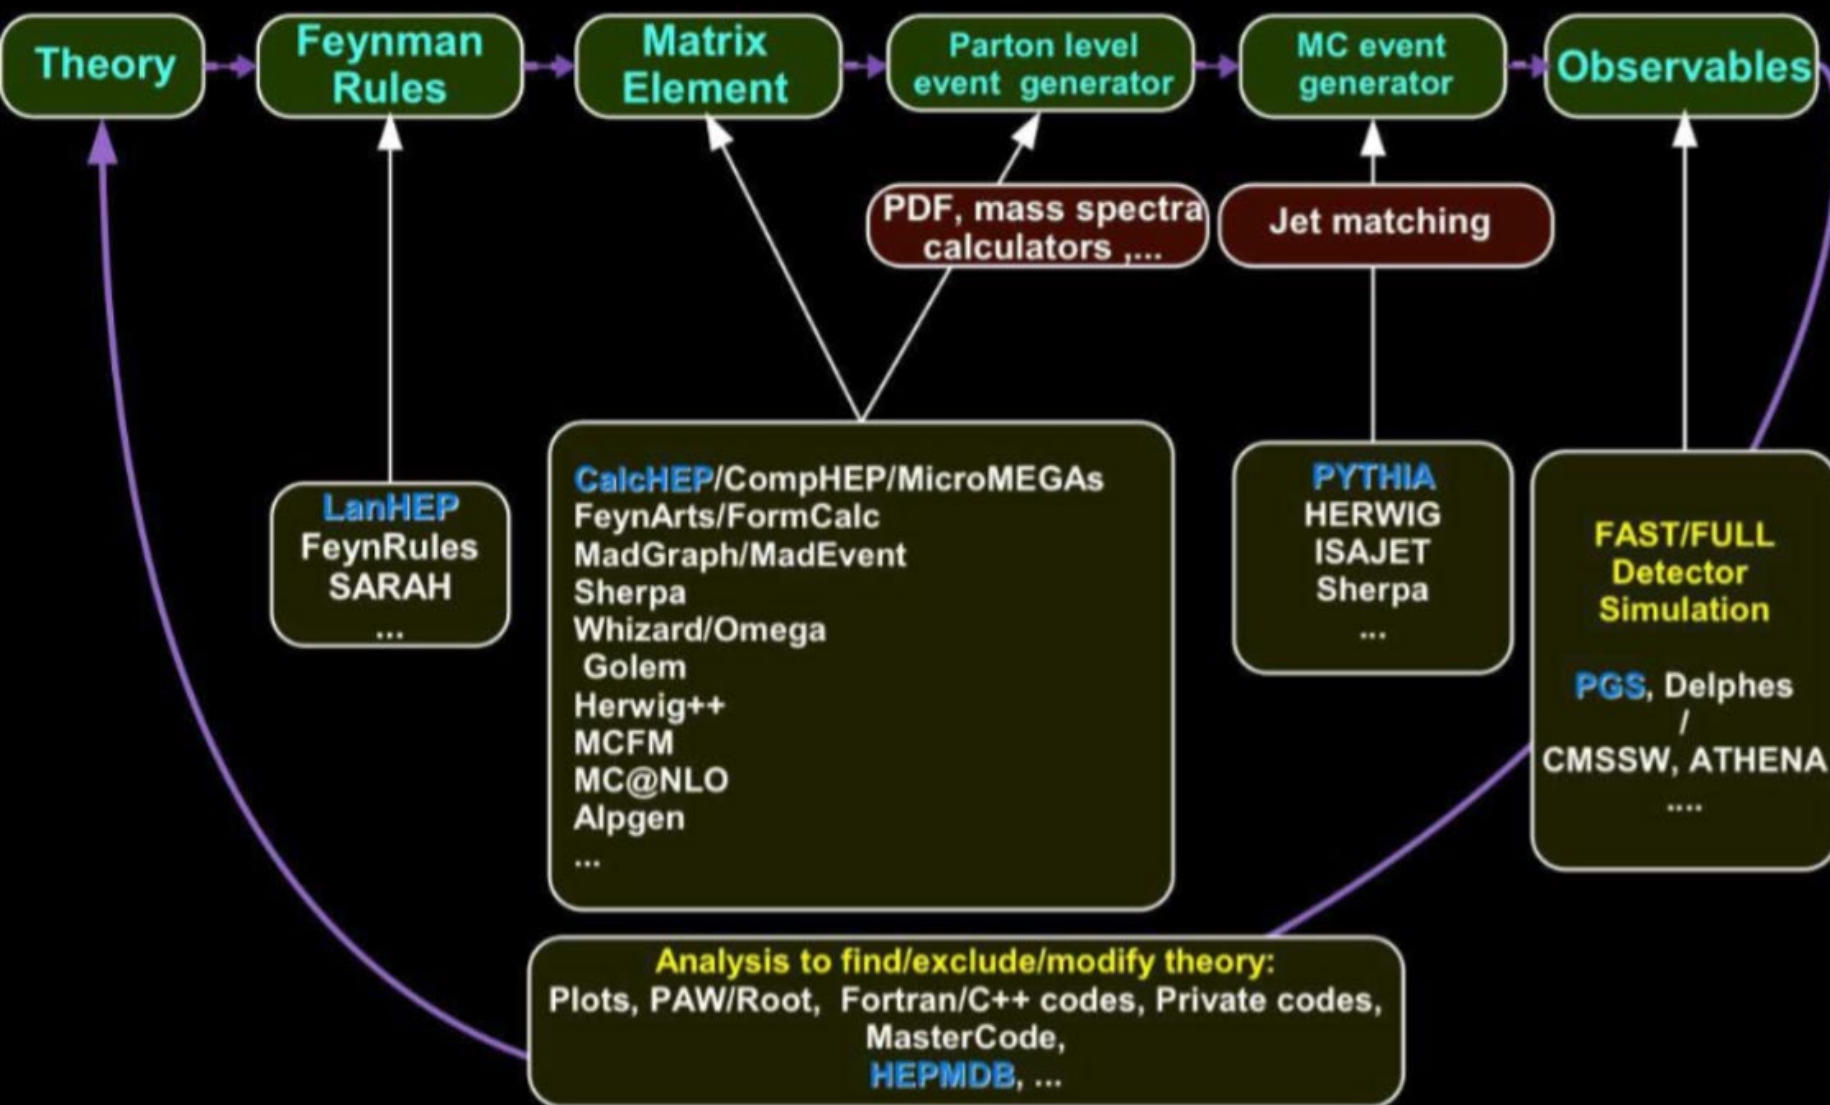 Theory
Feynman
Rules
Matrix
Element
Parton level
event generator
MC event
generator
Observables
PDF, mass spectra
calculators ,...
Jet matching
LanHEP
FeynRules
SARAH
...
CalcHEP/CompHEP/MicroMEGAs
FeynArts/FormCalc
MadGraph/MadEvent
Sherpa
Whizard/Omega
Golem
Herwig++
MCFM
MC@NLO
Alpgen
...
PYTHIA
HERWIG
ISAJET
Sherpa
...
FAST/FULL
Detector
Simulation
PGS, Delphes
/
CMSSW, ATHENA
....
Analysis to find/exclude/modify theory:
Plots, PAW/Root, Fortran/C++ codes, Private codes,
MasterCode,
HEPMDB, ...